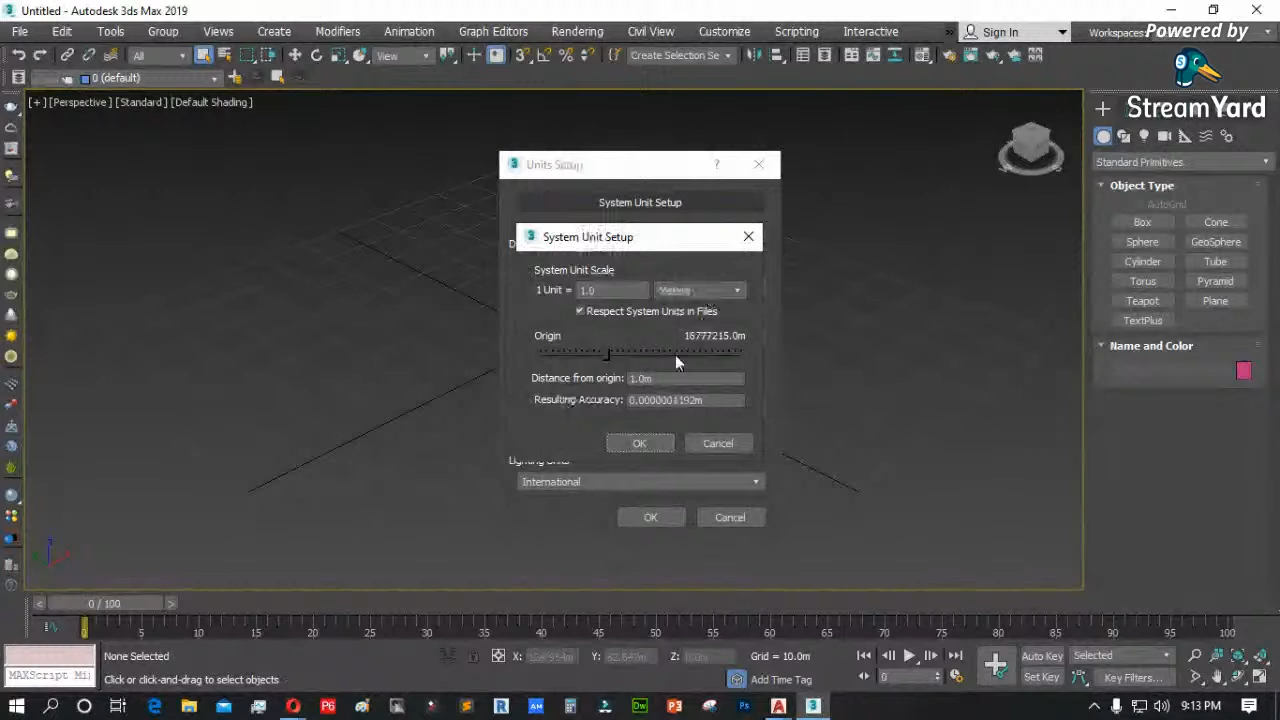 Untitled - Autodesk 3ds Max 2019
File Edit Tools Group Views Create Modifiers Animation Graph Editors Rendering Civil View Customize Scripting Interactive
Sign In
Workspaces:
Powered by
StreamYard
All
View
Create Selection Se
0 (default)
[+] [Perspective] [Standard] [Default Shading]
Units Setup
System Unit Setup
System Unit Setup
System Unit Scale
1 Unit = 1.0
Respect System Units in Files
Origin 16777215.0m
Distance from origin: 1.0m
Resulting Accuracy: 0.0000001192m
OK Cancel
Lighting Units
International
OK Cancel
Standard Primitives
Object Type
AutoGrid
Box Cone
Sphere GeoSphere
Cylinder Tube
Torus Pyramid
Teapot Plane
TextPlus
Name and Color
0 / 100
0 5 10 15 20 25 30 35 40 45 50 55 60 65 70 75 80 85 90 95 100
None Selected
X: Y: Z:
Grid = 10.0m
Auto Key Selected
MAXScript Mi
Click or click-and-drag to select objects
Add Time Tag
Set Key Key Filters...
0
9:13 PM